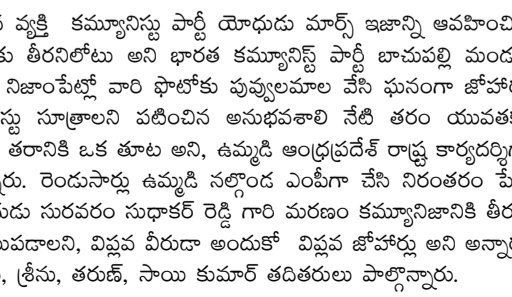 వ్యక్తి కమ్యూనిస్టు పార్టీ యోధుడు మార్స్ ఇజాన్ని ఆవహించి
కు తీరనిలోటు అని భారత కమ్యూనిస్ట్ పార్టీ బాచుపల్లి మండ
నిజాంపేట్లో వారి ఫొటోకు పువ్వులమాల వేసి ఘనంగా జోహార
స్టు సూత్రాలని పటించిన అనుభవశాలి నేటి తరం యువతక
తరానికి ఒక తూట అని, ఉమ్మడి ఆంధ్రప్రదేశ్ రాష్ట్ర కార్యదర్శిగ
రు. రెండుసార్లు ఉమ్మడి నల్గొండ ఎంపీగా చేసి నిరంతరం పే
డు సురవరం సుధాకర్ రెడ్డి గారి మరణం కమ్యూనిజానికి తీర
పడాలని, విప్లవ వీరుడా అందుకో విప్లవ జోహార్లు అని అన్నార
, శ్రీను, తరుణ్, సాయి కుమార్ తదితరులు పాల్గొన్నారు.